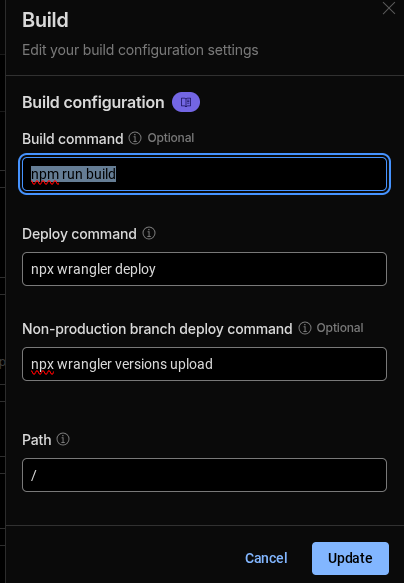 Build
Edit your build configuration settings
Build configuration
Build command Optional
npm run build
Deploy command
npx wrangler deploy
Non-production branch deploy command Optional
npx wrangler versions upload
Path
/
Cancel Update